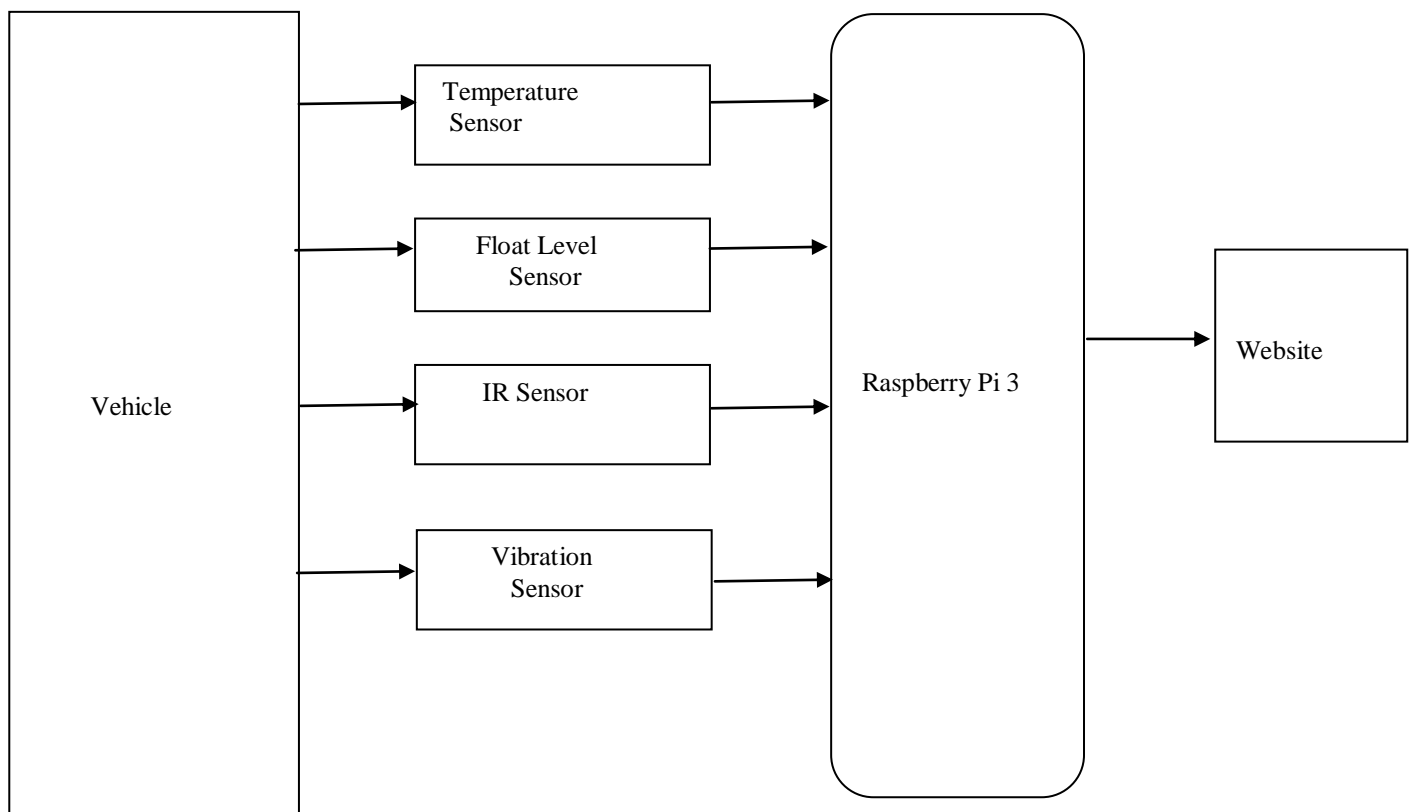 Vehicle
Temperature
Sensor
Float Level
Sensor
IR Sensor
Vibration
Sensor
Raspberry Pi 3
Website